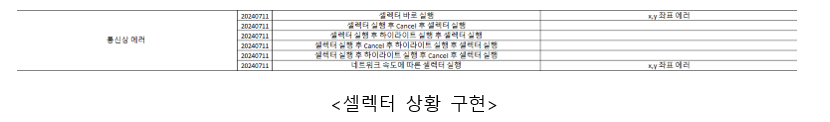 20240711 셀렉터 바로 실행 x,y 좌표 에러
20240711 셀렉터 실행 후 Cancel 후 셀렉터 실행
20240711 셀렉터 실행 후 하이라이트 실행 후 셀렉터 실행
통신상 에러
20240711 셀렉터 실행 후 Cancel 후 하이라이트 실행 후 셀렉터 실행
20240711 셀렉터 실행 후 하이라이트 실행 후 Cancel 후 셀렉터 실행
20240711 네트워크 속도에 따른 셀렉터 실행 x,y 좌표 에러
<셀렉터 상황 구현>